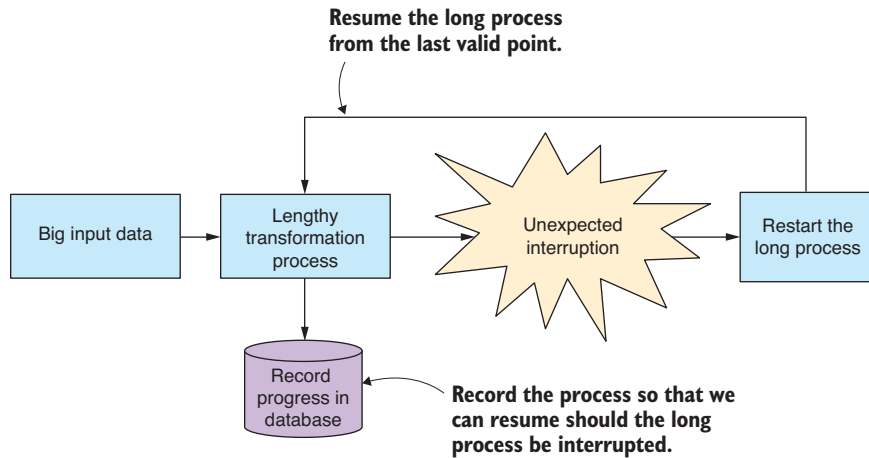 Resume the long process
from the last valid point.
Big input data
Lengthy
transformation
process
Unexpected
interruption
Restart the
long process
Record
progress in
database
Record the process so that we
can resume should the long
process be interrupted.